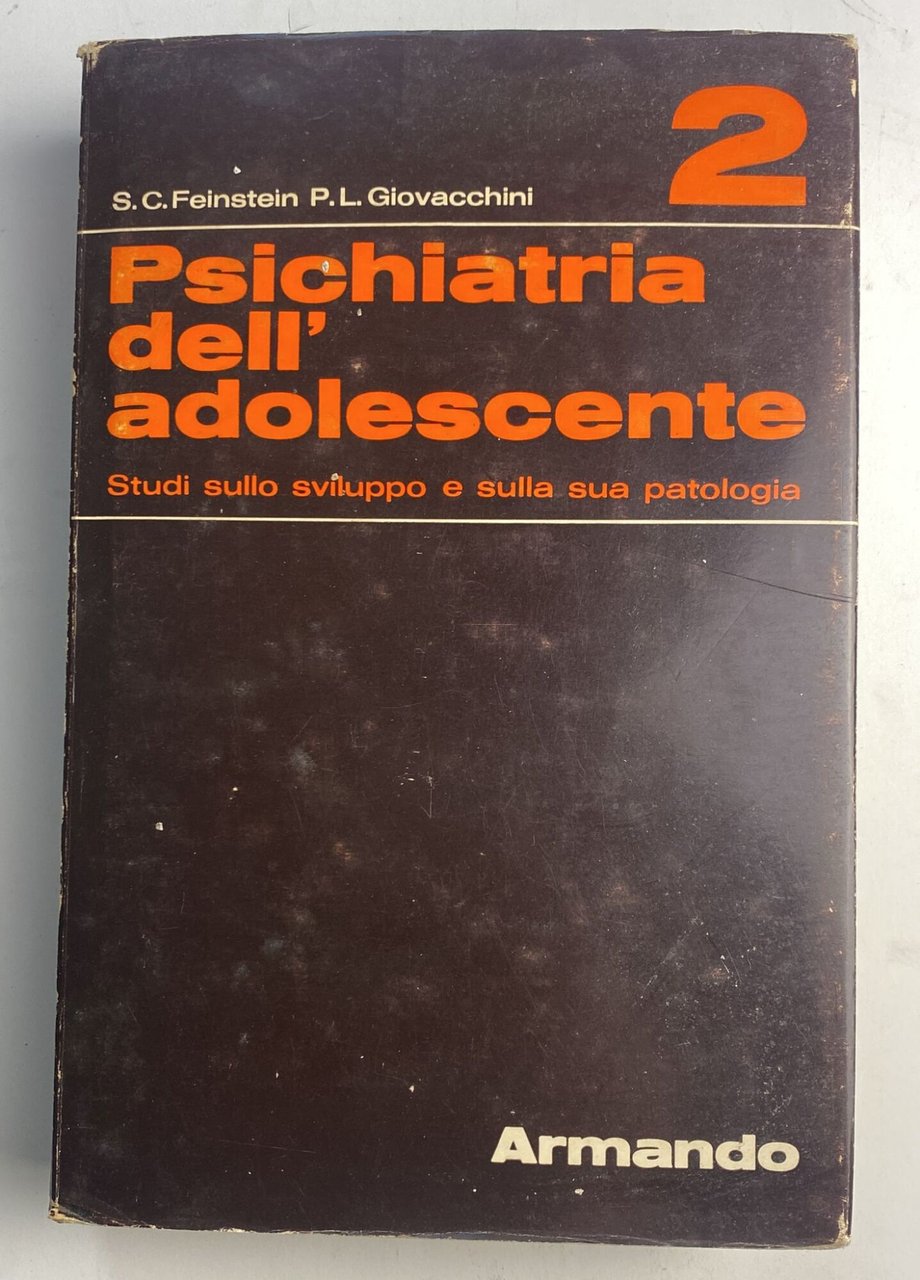 2
S. C. Feinstein P. L. Giovacchini
Psichiatria
dell'
adolescente
Studi sullo sviluppo e sulla sua patologia
Armando